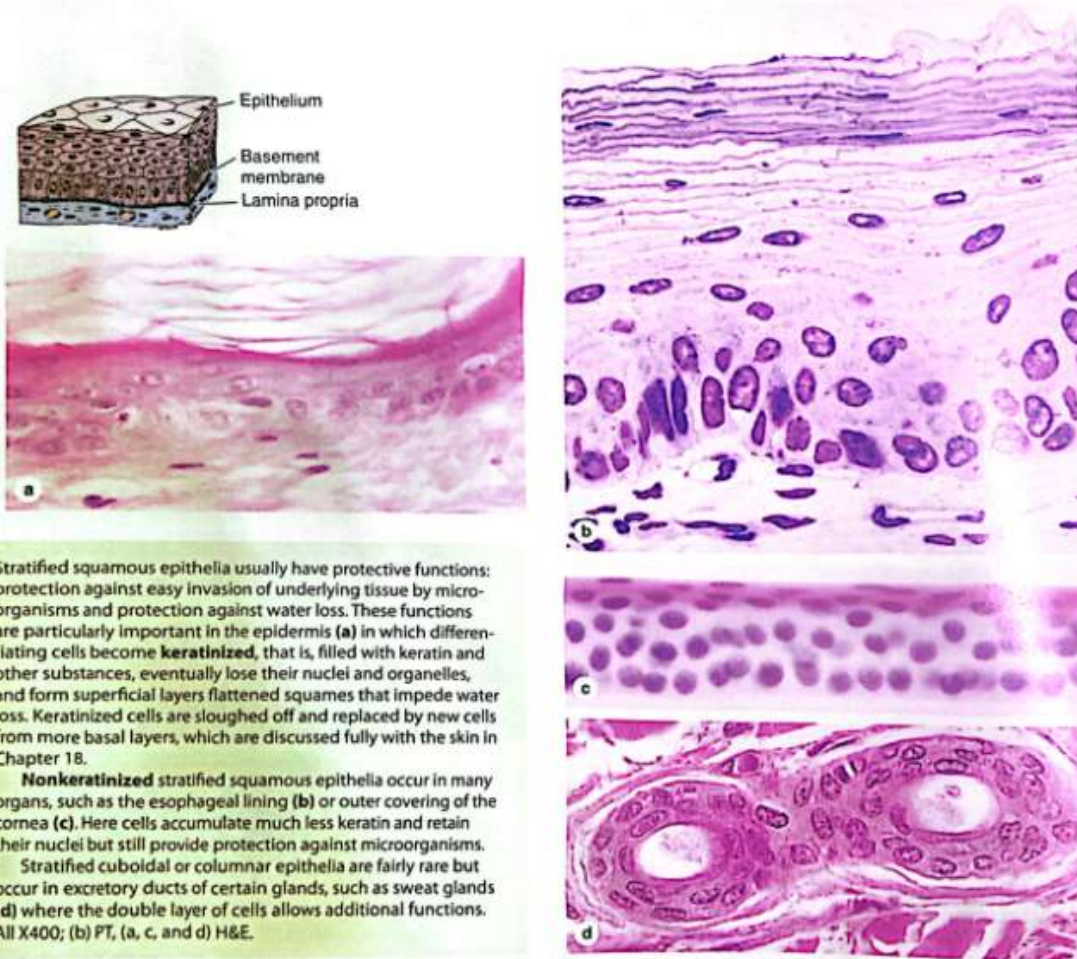 Epithelium
Basement
membrane
Lamina propria
a
b
c
d
Stratified squamous epithelia usually have protective functions:
protection against easy invasion of underlying tissue by micro-
organisms and protection against water loss. These functions
are particularly important in the epidermis (a) in which differen-
tiating cells become keratinized, that is, filled with keratin and
other substances, eventually lose their nuclei and organelles,
and form superficial layers flattened squames that impede water
loss. Keratinized cells are sloughed off and replaced by new cells
from more basal layers, which are discussed fully with the skin in
Chapter 18.
Nonkeratinized stratified squamous epithelia occur in many
organs, such as the esophageal lining (b) or outer covering of the
cornea (c). Here cells accumulate much less keratin and retain
their nuclei but still provide protection against microorganisms.
Stratified cuboidal or columnar epithelia are fairly rare but
occur in excretory ducts of certain glands, such as sweat glands
(d) where the double layer of cells allows additional functions.
All X400; (b) PT, (a, c, and d) H&E.